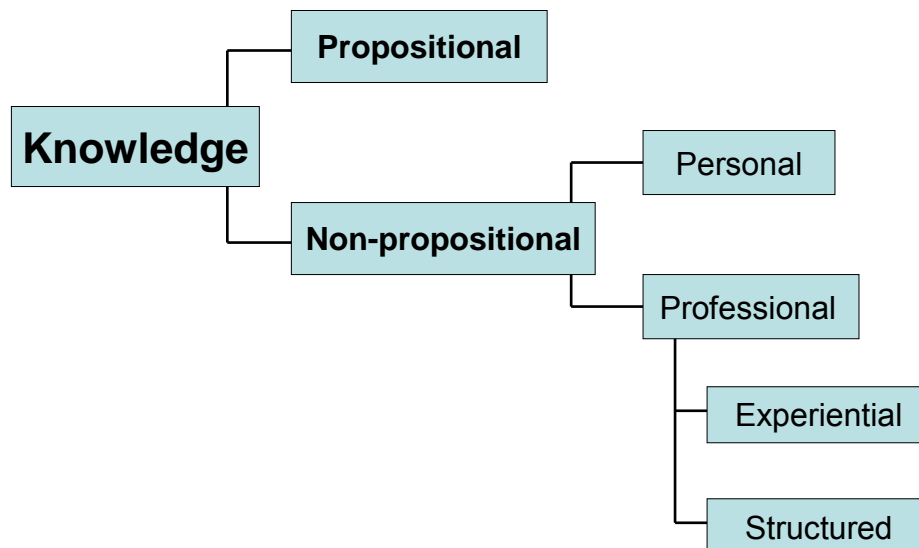 Propositional
Knowledge
Personal
Non-propositional
Professional
Experiential
Structured